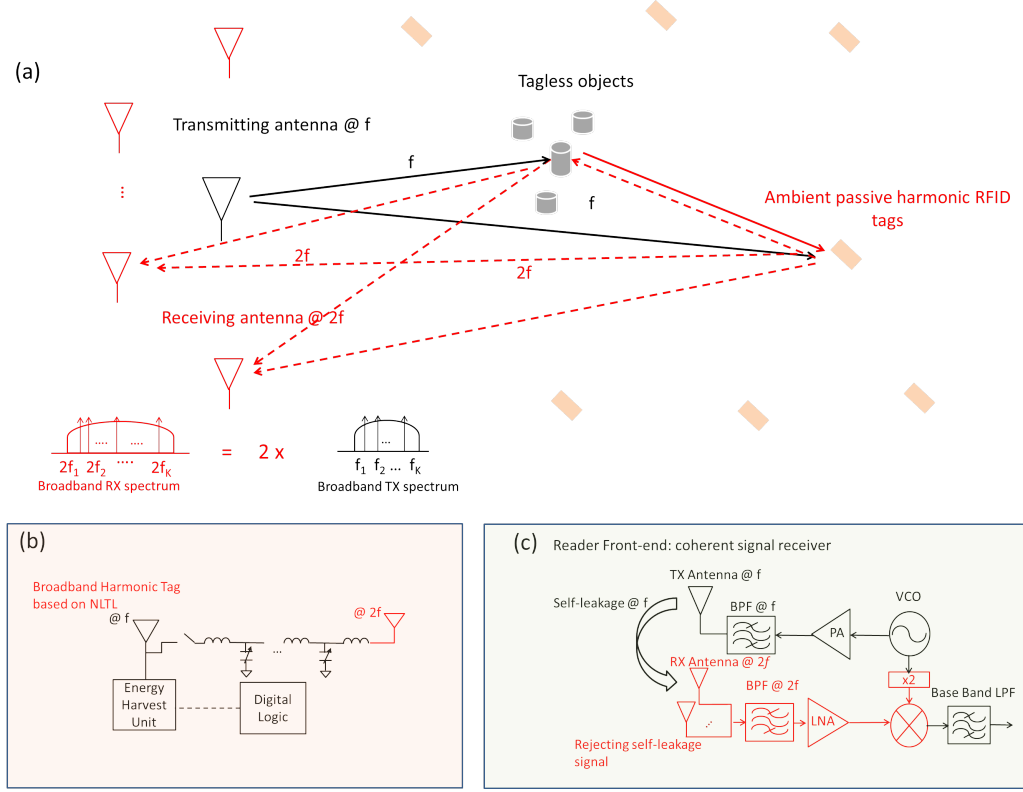 (a)
Tagless objects
Transmitting antenna @ f
f
f
Ambient passive harmonic RFID
tags
2f
2f
Receiving antenna @ 2f
....
....
...
= 2 x
2f1 2f2 .... 2fK
f1 f2 ... fK
Broadband RX spectrum
Broadband TX spectrum
(b)
Broadband Harmonic Tag
based on NLTL
@ f
@ 2f
...
Energy
Harvest
Unit
Digital
Logic
(c)
Reader Front-end: coherent signal receiver
TX Antenna @ f
Self-leakage @ f
BPF @ f
VCO
PA
RX Antenna @ 2f
x2
BPF @ 2f
Base Band LPF
LNA
Rejecting self-leakage
signal